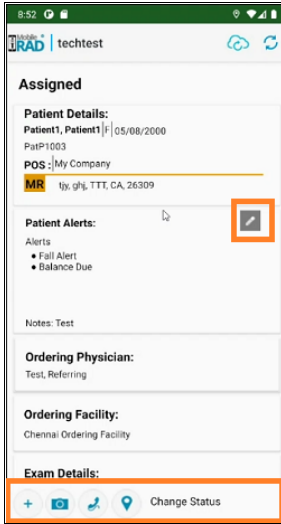 8:52
Mobile
RAD techtest
Assigned
Patient Details:
Patient1, Patient1 F 05/08/2000
PatP1003
POS : My Company
MR tjy, ghj, TTT, CA, 26309
Patient Alerts:
Alerts
• Fall Alert
• Balance Due
Notes: Test
Ordering Physician:
Test, Referring
Ordering Facility:
Chennai Ordering Facility
Exam Details:
Change Status